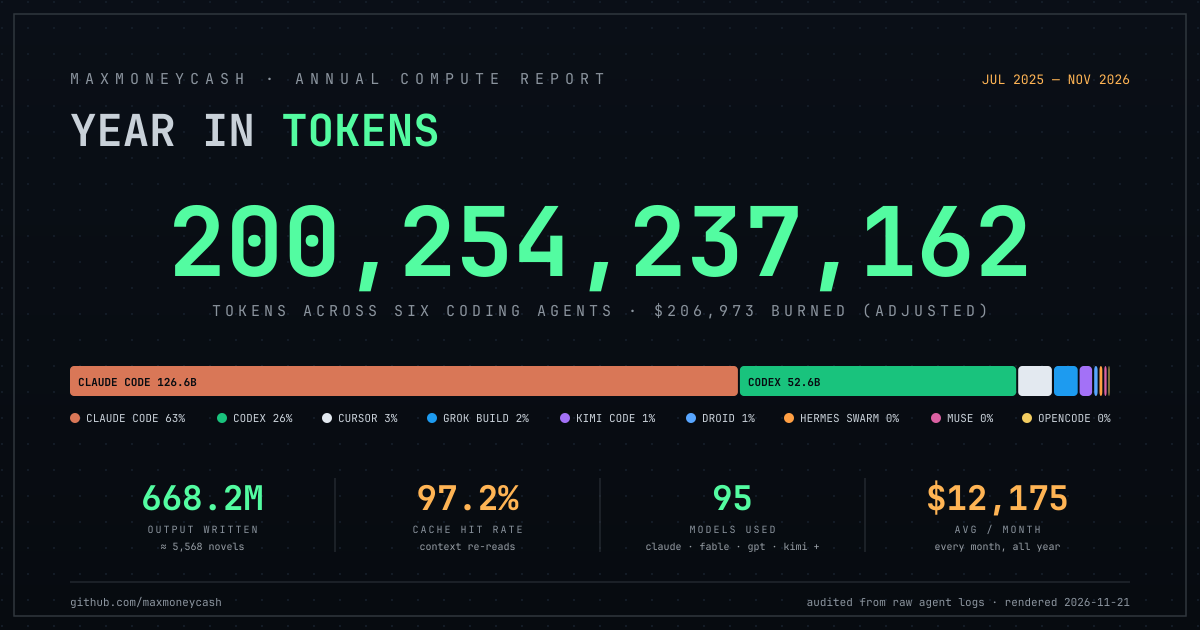 MAXMONEYCASH · ANNUAL COMPUTE REPORT
JUL 2025 — NOV 2026
YEAR IN TOKENS
200,254,237,162
TOKENS ACROSS SIX CODING AGENTS · $206,973 BURNED (ADJUSTED)
CLAUDE CODE 126.6B
CODEX 52.6B
CLAUDE CODE 63% CODEX 26% CURSOR 3% GROK BUILD 2% KIMI CODE 1% DROID 1% HERMES SWARM 0% MUSE 0% OPENCODE 0%
668.2M
OUTPUT WRITTEN
≈ 5,568 novels
97.2%
CACHE HIT RATE
context re-reads
95
MODELS USED
claude · fable · gpt · kimi +
$12,175
AVG / MONTH
every month, all year
github.com/maxmoneycash
audited from raw agent logs · rendered 2026-11-21